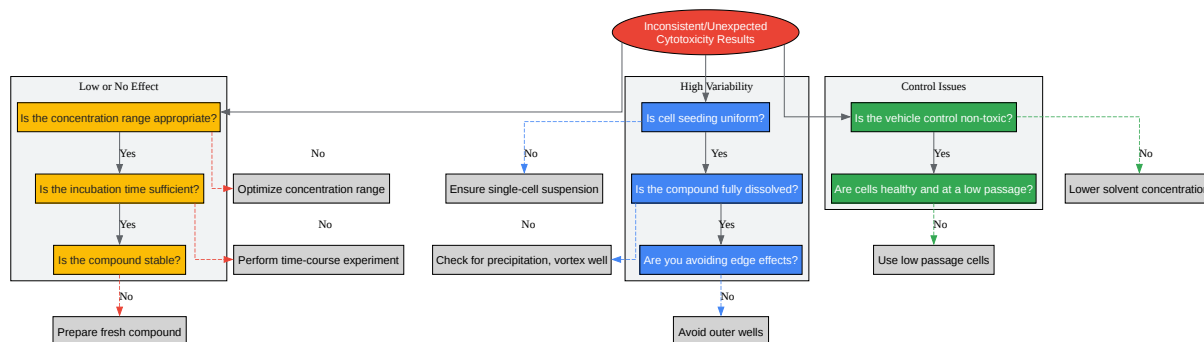 Inconsistent/Unexpected
Cytotoxicity Results
Low or No Effect
High Variability
Control Issues
Is the concentration range appropriate?
Is cell seeding uniform?
Is the vehicle control non-toxic?
Yes
No
No
Yes
Yes
No
Is the incubation time sufficient?
Optimize concentration range
Ensure single-cell suspension
Is the compound fully dissolved?
Are cells healthy and at a low passage?
Lower solvent concentration
Yes
No
No
Yes
No
Is the compound stable?
Perform time-course experiment
Check for precipitation, vortex well
Are you avoiding edge effects?
Use low passage cells
No
No
Prepare fresh compound
Avoid outer wells